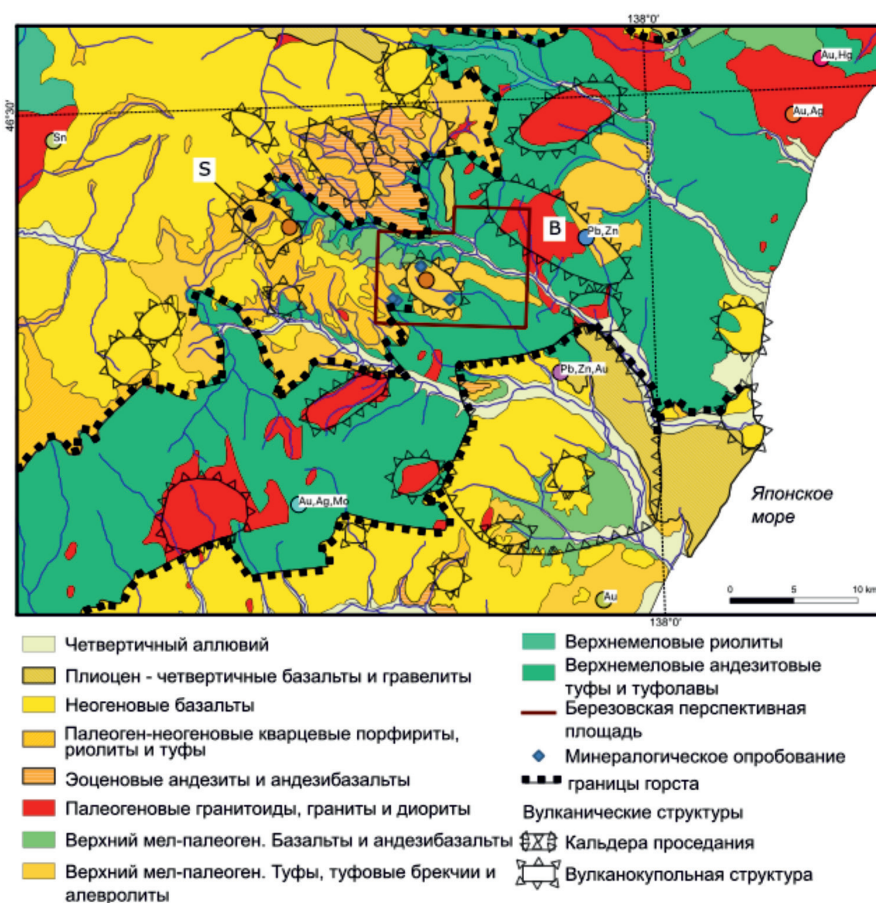 138°0'
Au,Hg
46°30'
Au,Ag
Sn
S
B
Pb,Zn
Pb,Zn,Au
Au,Ag,Mo
Японское
море
0 5 10 km
Au
138°0'
Четвертичный аллювий
Плиоцен - четвертичные базальты и гравелиты
Неогеновые базальты
Палеоген-неогеновые кварцевые порфириты,
риолиты и туфы
Эоценовые андезиты и андезибазальты
Палеогеновые гранитоиды, граниты и диориты
Верхний мел-палеоген. Базальты и андезибазальты
Верхний мел-палеоген. Туфы, туфовые брекчии и
алевролиты
Верхнемеловые риолиты
Верхнемеловые андезитовые
туфы и туфолавы
Березовская перспективная
площадь
Минералогическое опробование
границы горста
Вулканические структуры
Кальдера проседания
Вулканокупольная структура